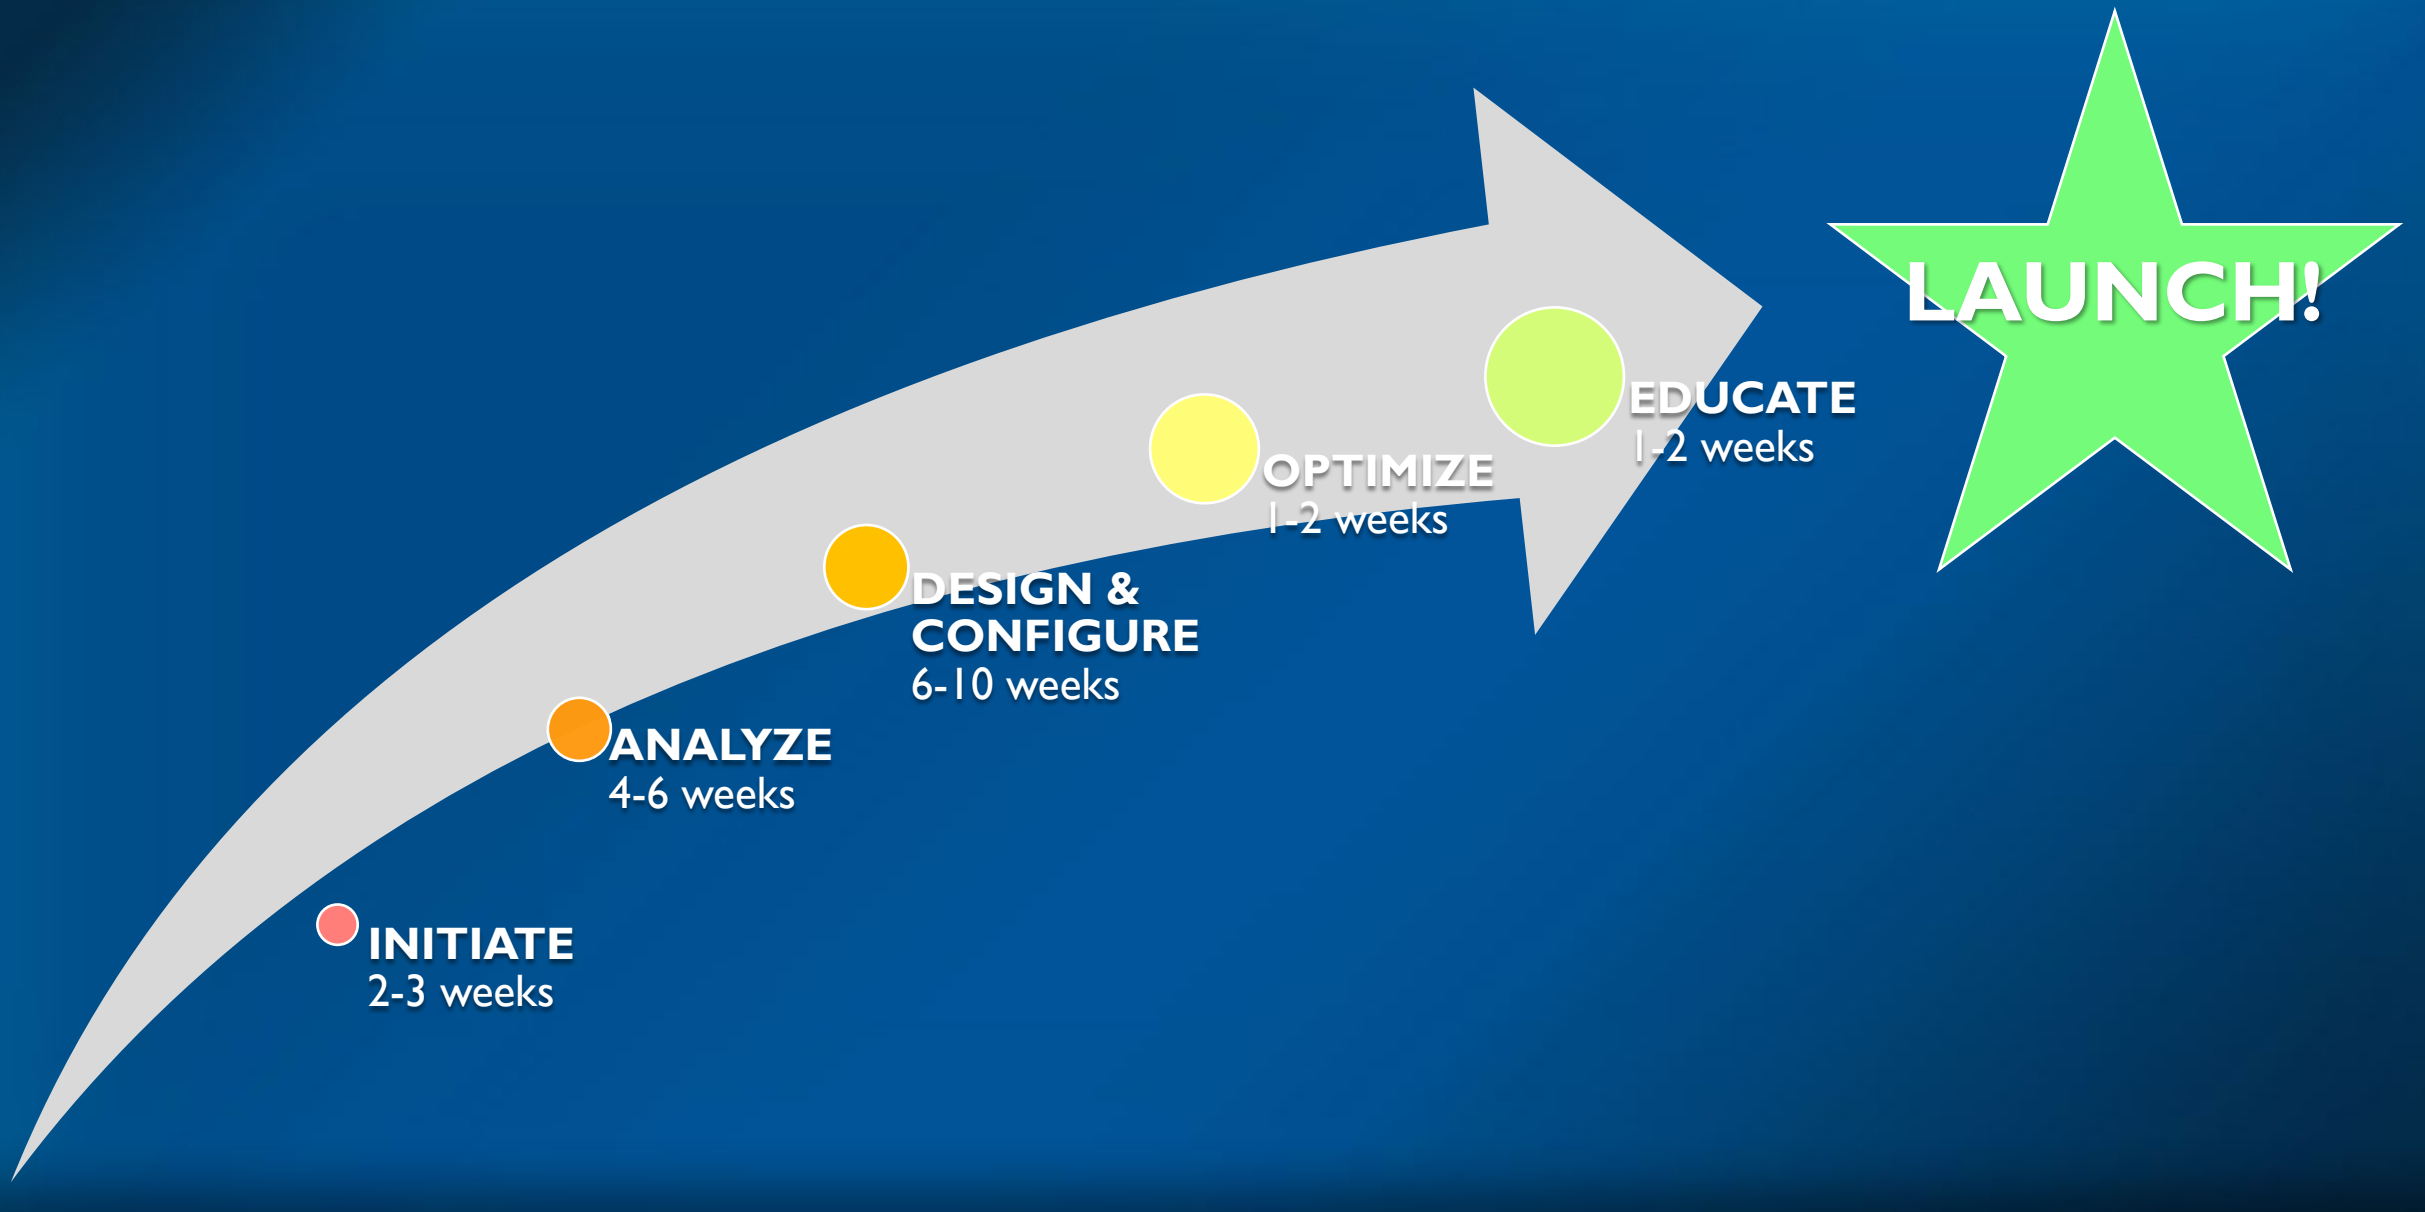 LAUNCH!
EDUCATE
1-2 weeks
OPTIMIZE
1-2 weeks
DESIGN &
CONFIGURE
6-10 weeks
ANALYZE
4-6 weeks
INITIATE
2-3 weeks